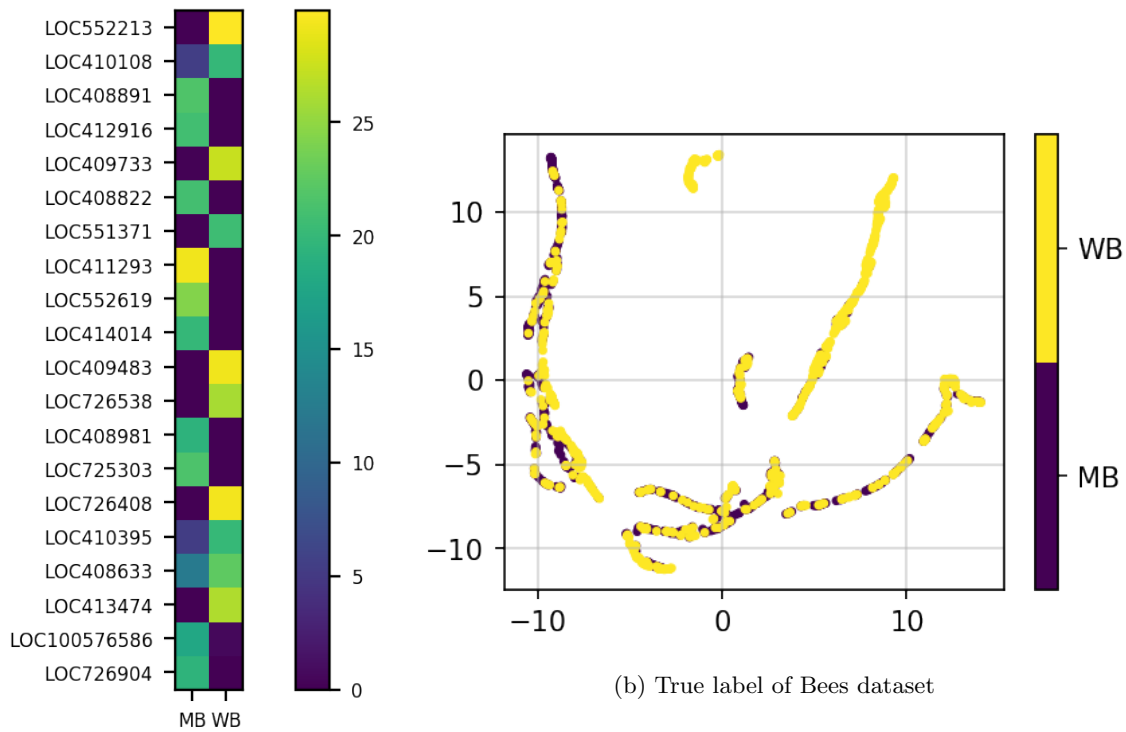 LOC552213
LOC410108
LOC408891
LOC412916
LOC409733
LOC408822
LOC551371
LOC411293
LOC552619
LOC414014
LOC409483
LOC726538
LOC408981
LOC725303
LOC726408
LOC410395
LOC408633
LOC413474
LOC100576586
LOC726904
MB WB
25
20
15
10
5
0
10
5
0
−5
−10
−10 0 10
WB
MB
(b) True label of Bees dataset